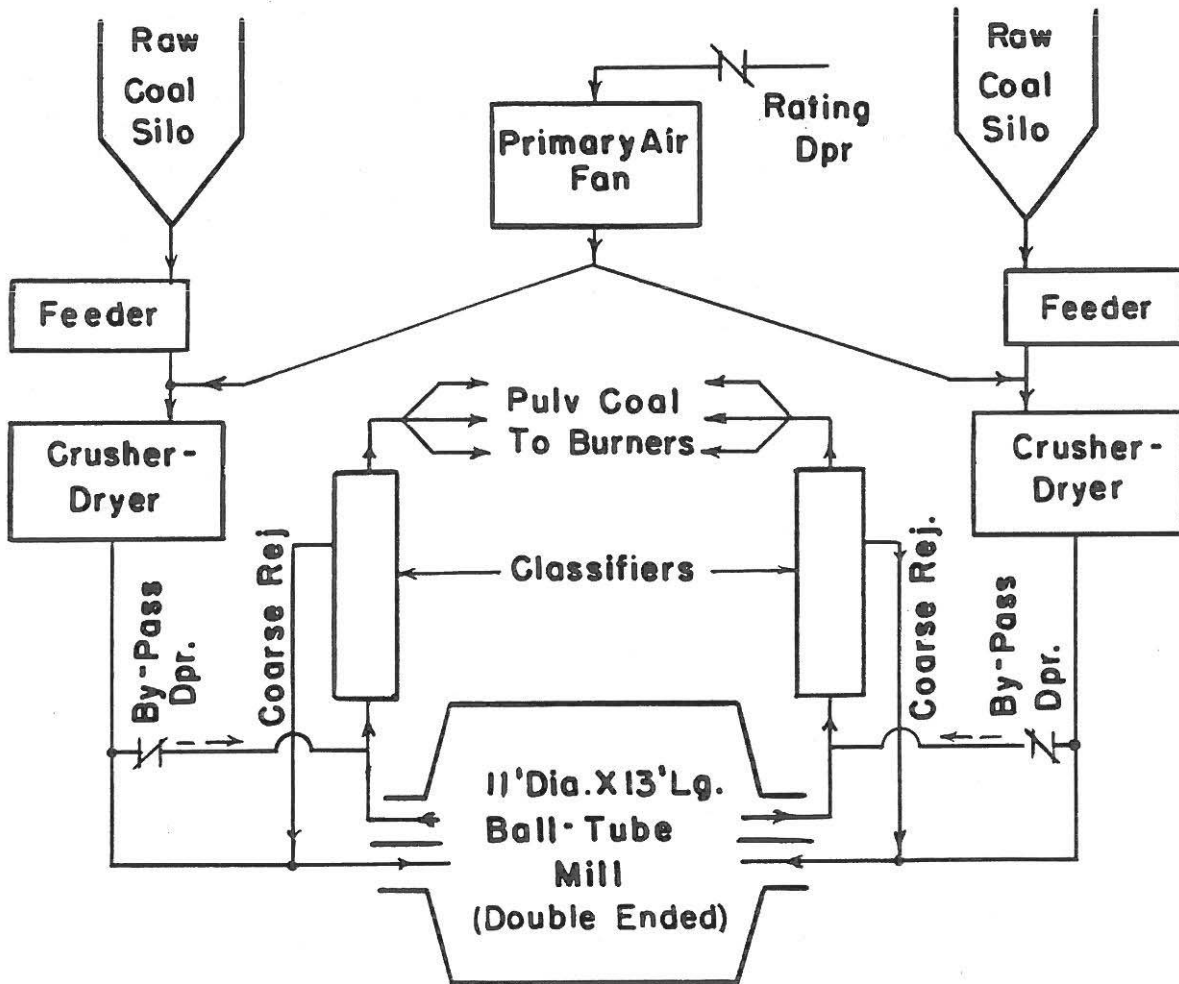 Raw
Coal
Silo
Rating
Dpr
Primary Air
Fan
Raw
Coal
Silo
Feeder
Feeder
Pulv Coal
To Burners
Crusher-
Dryer
Crusher-
Dryer
Classifiers
By-Pass
Dpr.
Coarse Rej
Coarse Rej.
By-Pass
Dpr.
11'Dia. X 13'Lg.
Ball-Tube
Mill
(Double Ended)